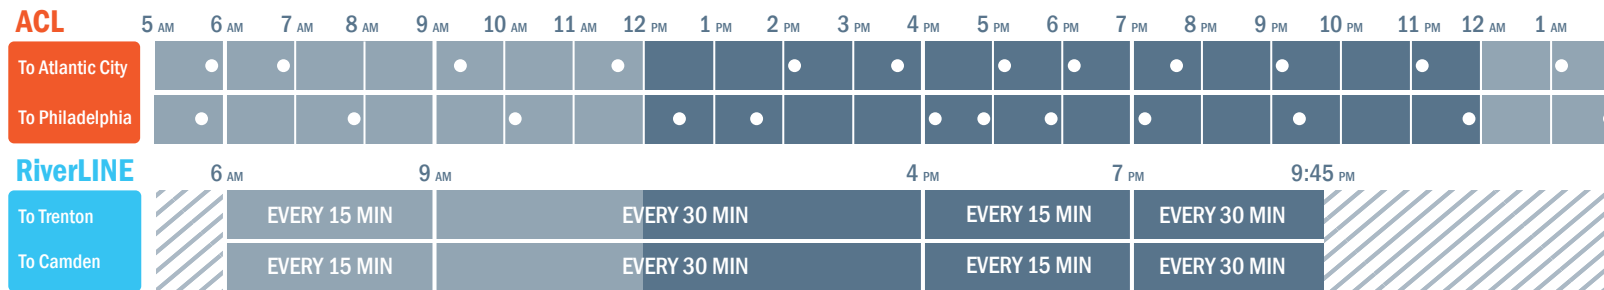 ACL 5 AM 6 AM 7 AM 8 AM 9 AM 10 AM 11 AM 12 PM 1 PM 2 PM 3 PM 4 PM 5 PM 6 PM 7 PM 8 PM 9 PM 10 PM 11 PM 12 AM 1 AM
To Atlantic City
To Philadelphia
RiverLINE 6 AM 9 AM 4 PM 7 PM 9:45 PM
To Trenton EVERY 15 MIN EVERY 30 MIN EVERY 15 MIN EVERY 30 MIN
To Camden EVERY 15 MIN EVERY 30 MIN EVERY 15 MIN EVERY 30 MIN